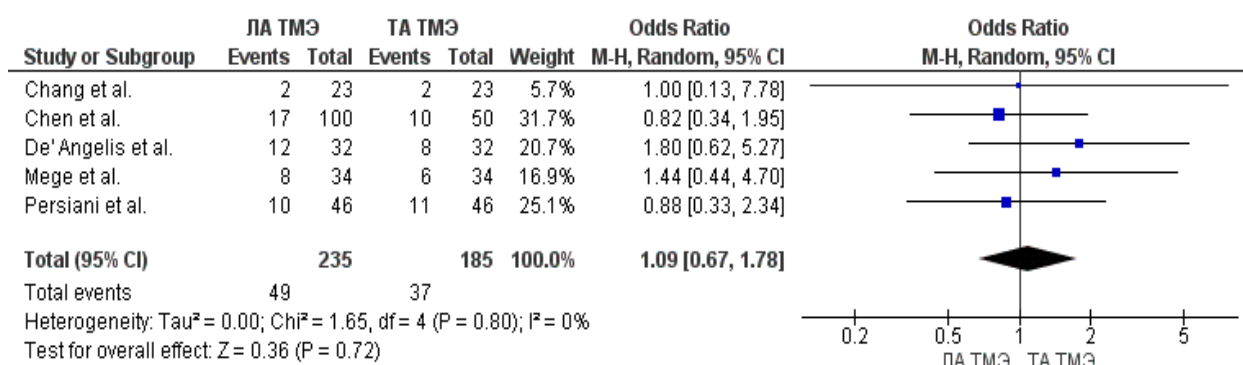 ЛА ТМЭ ТА ТМЭ Odds Ratio Odds Ratio
Study or Subgroup Events Total Events Total Weight M-H, Random, 95% CI M-H, Random, 95% CI
Chang et al. 2 23 2 23 5.7% 1.00 [0.13, 7.78]
Chen et al. 17 100 10 50 31.7% 0.82 [0.34, 1.95]
De'Angelis et al. 12 32 8 32 20.7% 1.80 [0.62, 5.27]
Mege et al. 8 34 6 34 16.9% 1.44 [0.44, 4.70]
Persiani et al. 10 46 11 46 25.1% 0.88 [0.33, 2.34]
Total (95% CI) 235 185 100.0% 1.09 [0.67, 1.78]
Total events 49 37
Heterogeneity: Tau² = 0.00; Chi² = 1.65, df = 4 (P = 0.80); I² = 0%
Test for overall effect: Z = 0.36 (P = 0.72)
0.2 0.5 1 2 5
ЛА ТМЭ ТА ТМЭ